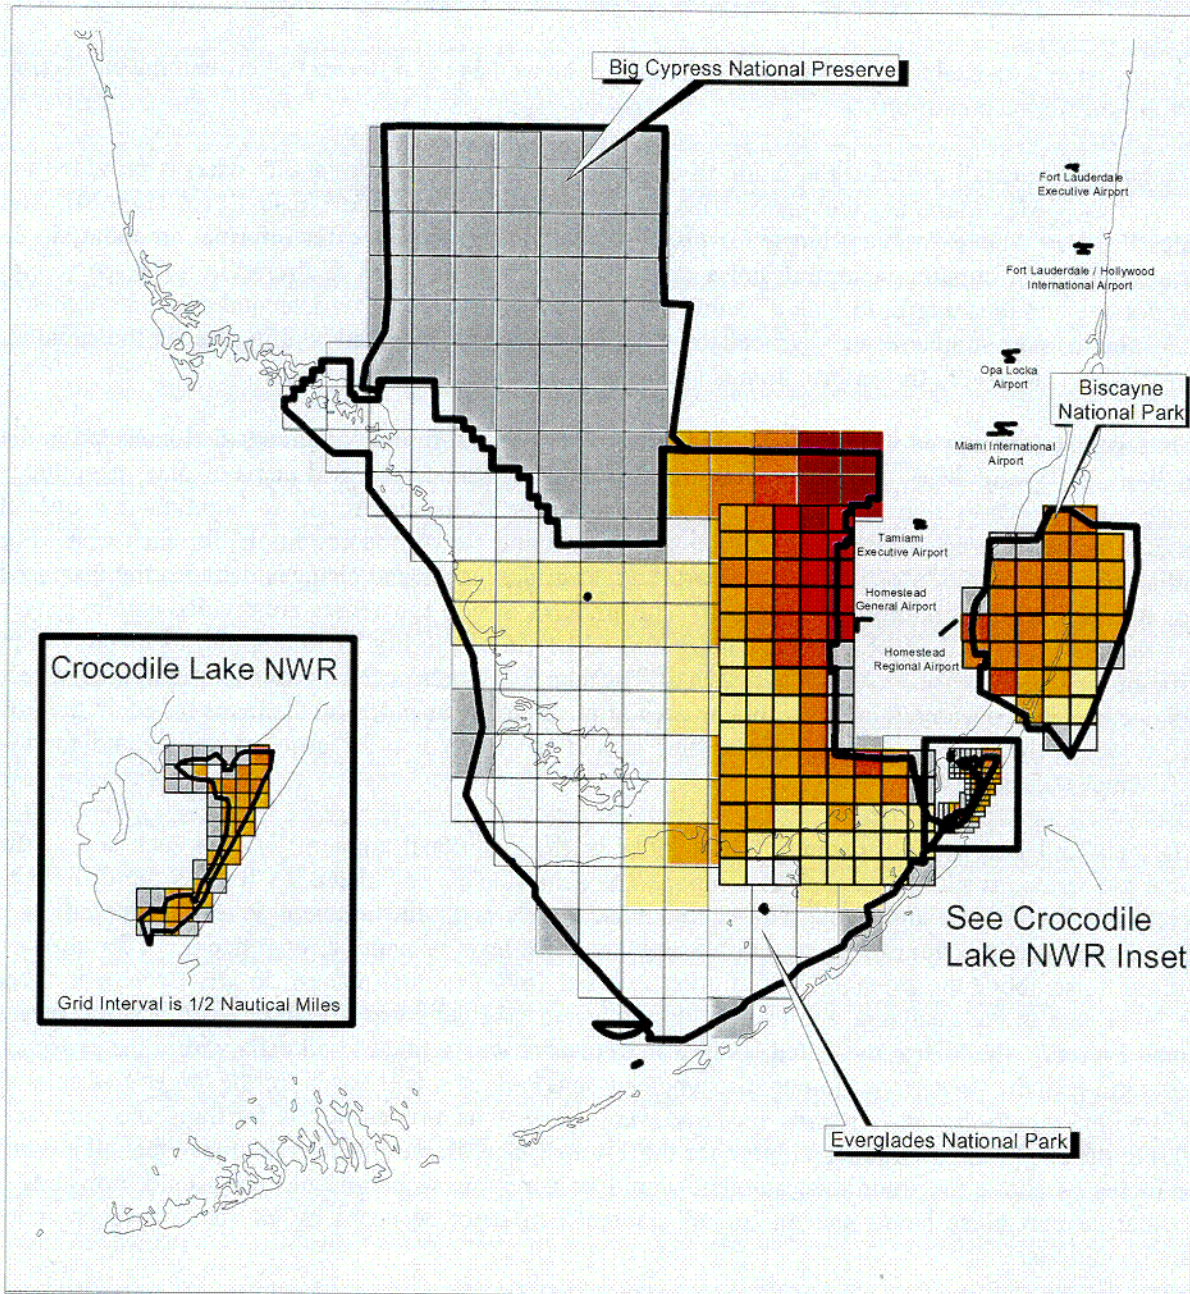 Big Cypress National Preserve
Fort Lauderdale
Executive Airport
Fort Lauderdale / Hollywood
International Airport
Opa Locka
Airport
Biscayne
National Park
Miami International
Airport
Tamiami
Executive Airport
Homestead
General Airport
Homestead
Regional Airport
Crocodile Lake NWR
Grid Interval is 1/2 Nautical Miles
See Crocodile
Lake NWR Inset
Everglades National Park